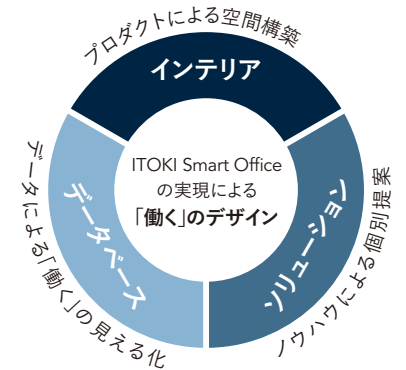 プロダクトによる空間構築
インテリア
ITOKI Smart Office
の実現による
「働く」のデザイン
データベース
データによる「働く」の見える化
ソリューション
ノウハウによる個別提案